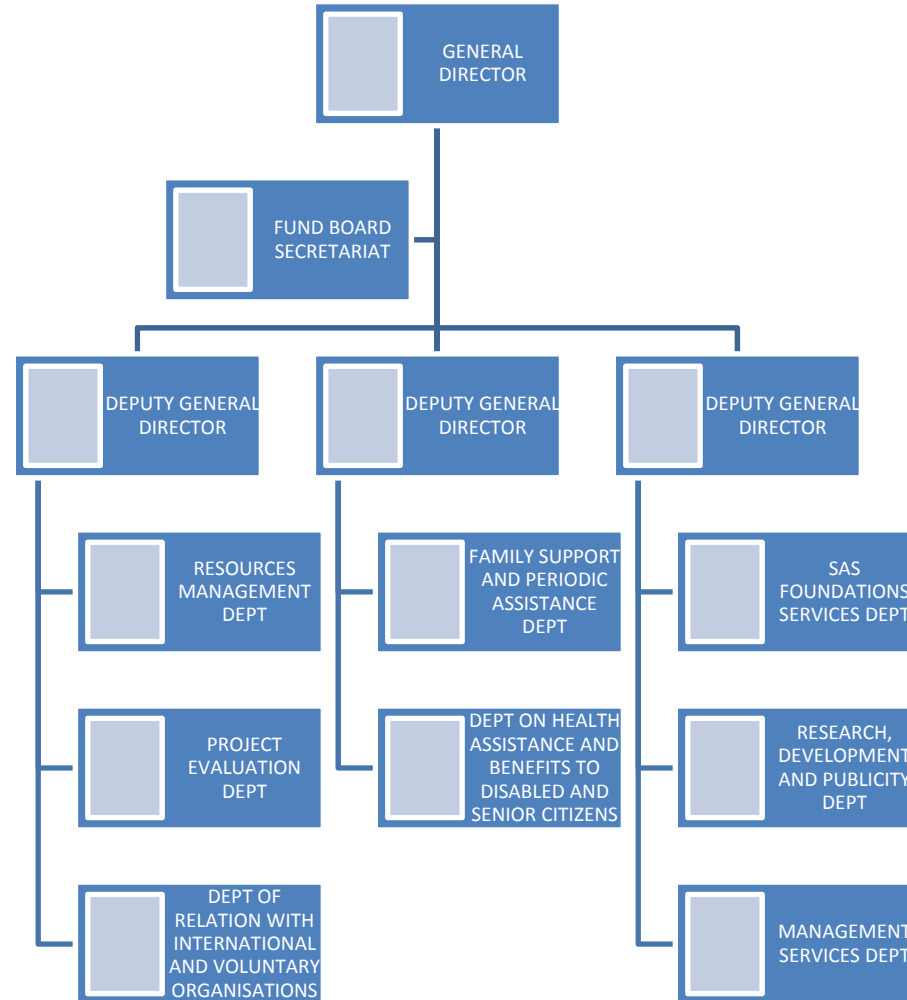 GENERAL
DIRECTOR
FUND BOARD
SECRETARIAT
DEPUTY GENERAL
DIRECTOR
DEPUTY GENERAL
DIRECTOR
DEPUTY GENERAL
DIRECTOR
RESOURCES
MANAGEMENT
DEPT
FAMILY SUPPORT
AND PERIODIC
ASSISTANCE
DEPT
SAS
FOUNDATIONS
SERVICES DEPT
PROJECT
EVALUATION
DEPT
DEPT ON HEALTH
ASSISTANCE AND
BENEFITS TO
DISABLED AND
SENIOR CITIZENS
RESEARCH,
DEVELOPMENT
AND PUBLICITY
DEPT
DEPT OF
RELATION WITH
INTERNATIONAL
AND VOLUNTARY
ORGANISATIONS
MANAGEMENT
SERVICES DEPT